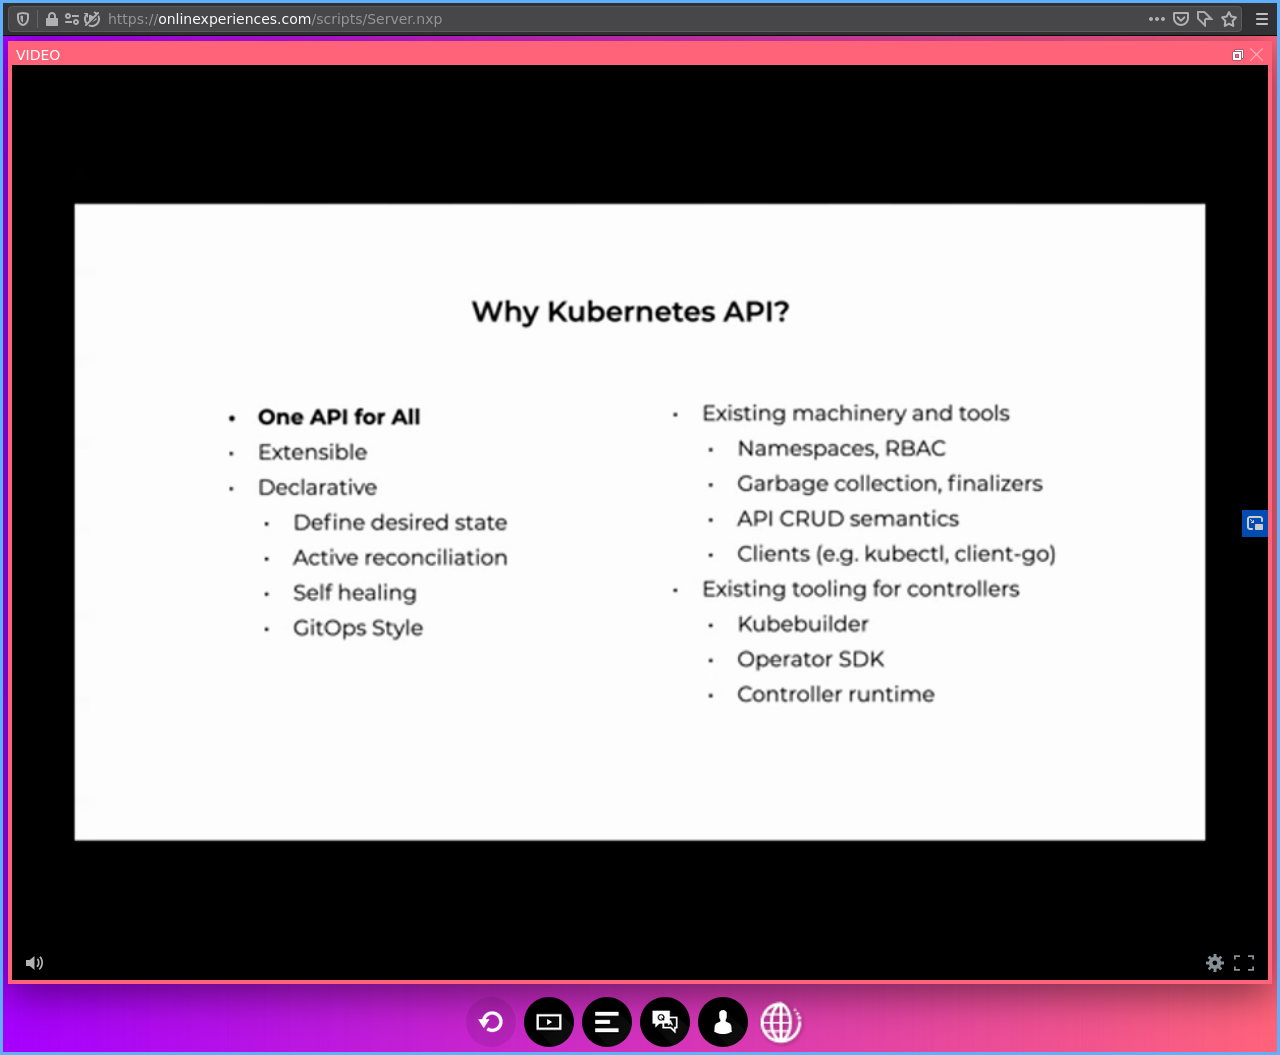 https://onlinexperiences.com/scripts/Server.nxp
VIDEO
Why Kubernetes API?
• One API for All
• Extensible
• Declarative
• Define desired state
• Active reconciliation
• Self healing
• GitOps Style
• Existing machinery and tools
• Namespaces, RBAC
• Garbage collection, finalizers
• API CRUD semantics
• Clients (e.g. kubectl, client-go)
• Existing tooling for controllers
• Kubebuilder
• Operator SDK
• Controller runtime